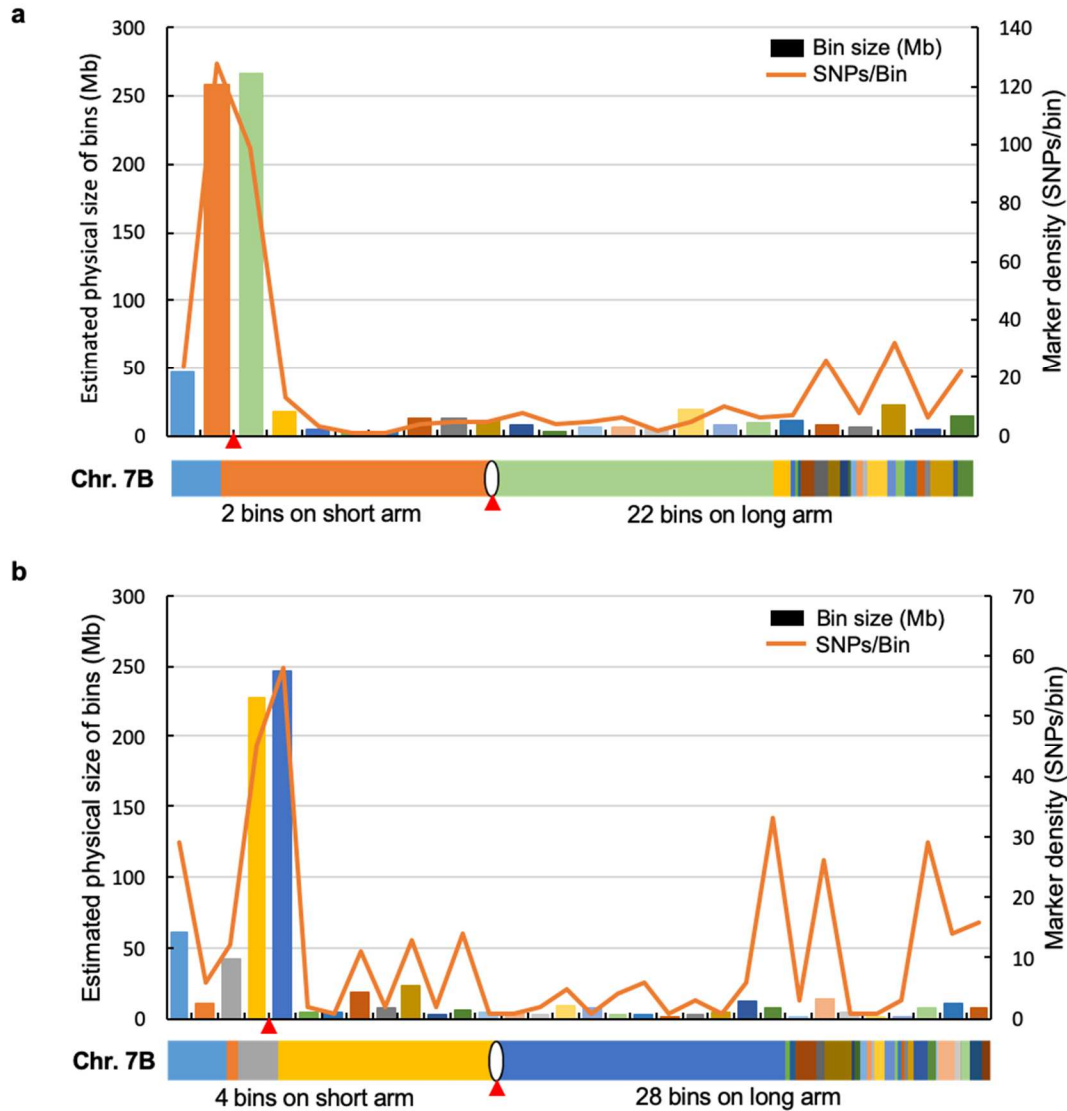 a
Estimated physical size of bins (Mb)
300
250
200
150
100
50
0
Bin size (Mb)
SNPs/Bin
140
120
100
80
60
40
20
0
Marker density (SNPs/bin)
Chr. 7B
2 bins on short arm
22 bins on long arm
b
Estimated physical size of bins (Mb)
300
250
200
150
100
50
0
Bin size (Mb)
SNPs/Bin
70
60
50
40
30
20
10
0
Marker density (SNPs/bin)
Chr. 7B
4 bins on short arm
28 bins on long arm